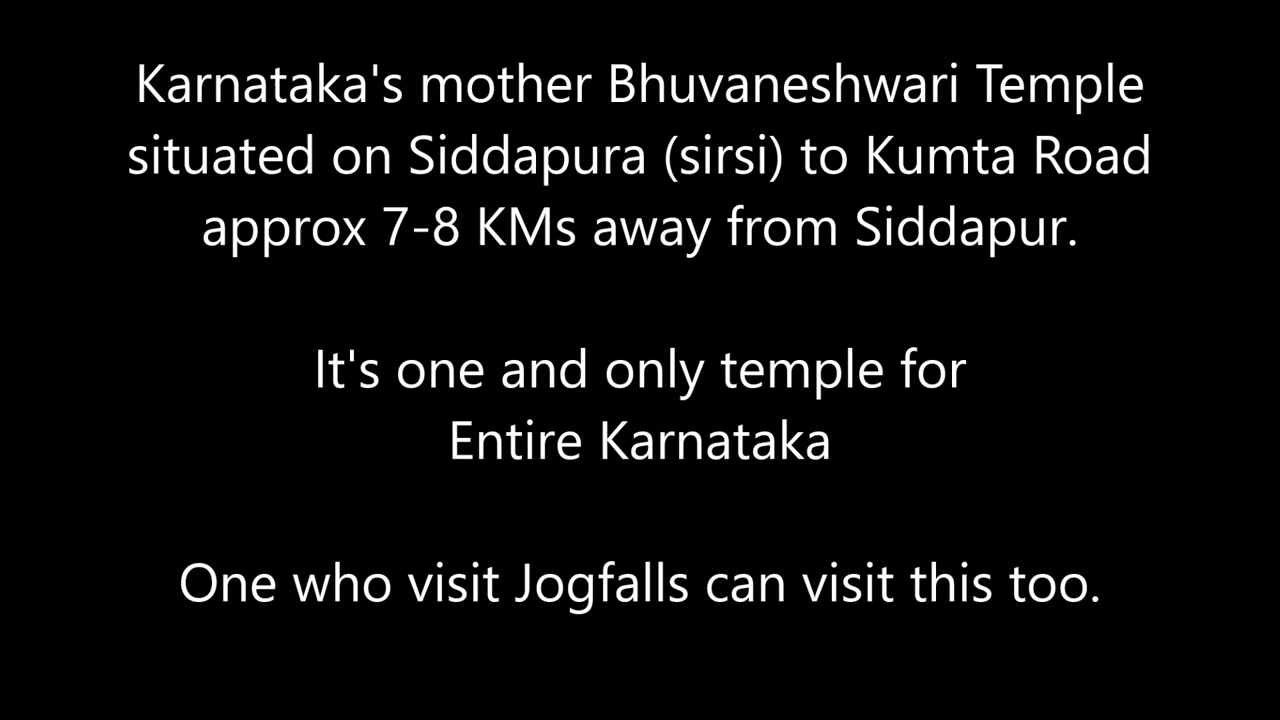 Karnataka's mother Bhuvaneshwari Temple
situated on Siddapura (sirsi) to Kumta Road
approx 7-8 KMs away from Siddapur.
It's one and only temple for
Entire Karnataka
One who visit Jogfalls can visit this too.